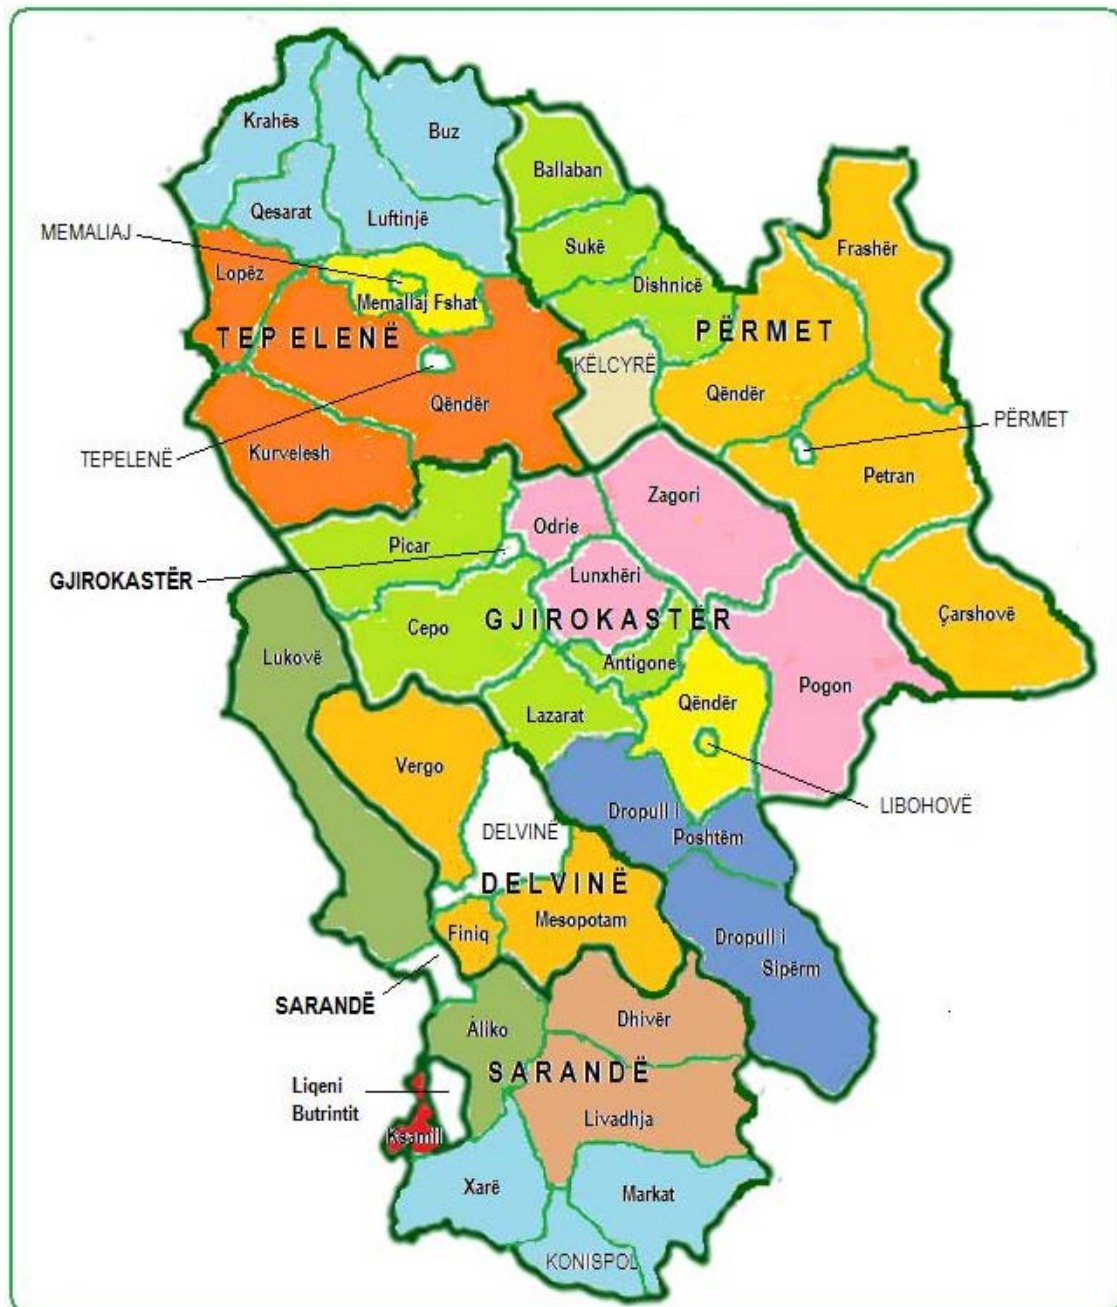 Krahës
Buz
Ballaban
Qesarat
Luftinjë
MEMALIAJ
Sukë
Frashër
Lopëz
Dishnicë
Memallaj Fshat
TEPELENË
PËRMET
KËLCYRË
Qëndër
Qëndër
PËRMET
Kurvelesh
TEPELENË
Petran
Zagori
Odrie
Picar
GJIROKASTËR
Lunxhëri
Çarshovë
Cepo
GJIROKASTËR
Lukovë
Antigone
Pogon
Qëndër
Lazarat
Vergo
LIBOHOVË
Dropull i
Poshtëm
DELVINË
DELVINË
Mesopotam
Finiq
Dropull i
Sipërm
SARANDË
Aliko
Dhivër
SARANDË
Liqeni
Butrintit
Livadhja
Ksamil
Xarë
Markat
KONISPOL